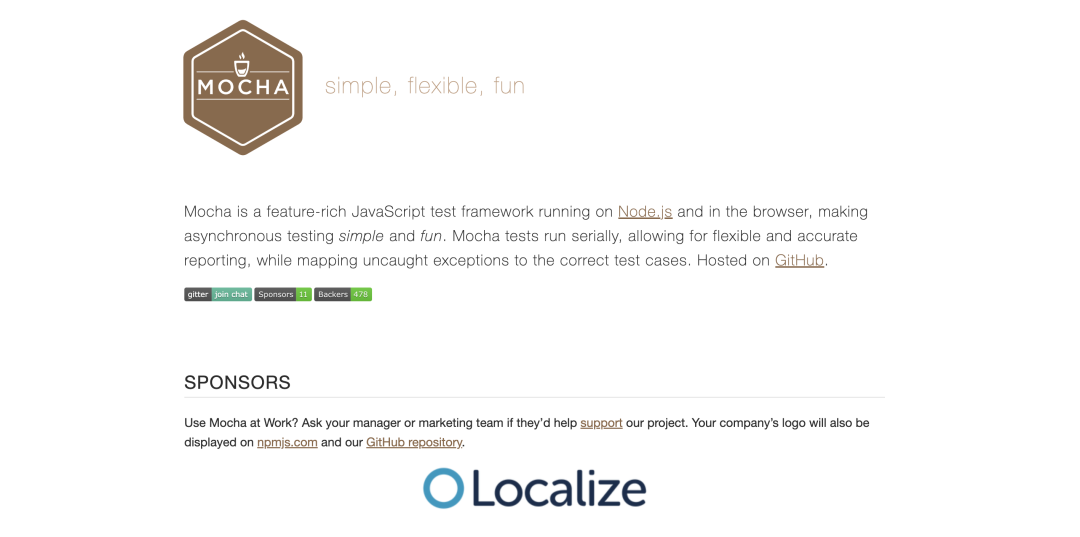 MOCHA
simple, flexible, fun
Mocha is a feature-rich JavaScript test framework running on Node.js and in the browser, making
asynchronous testing simple and fun. Mocha tests run serially, allowing for flexible and accurate
reporting, while mapping uncaught exceptions to the correct test cases. Hosted on GitHub.
gitter join chat Sponsors 11 Backers 478
SPONSORS
Use Mocha at Work? Ask your manager or marketing team if they’d help support our project. Your company’s logo will also be
displayed on npmjs.com and our GitHub repository.
Localize